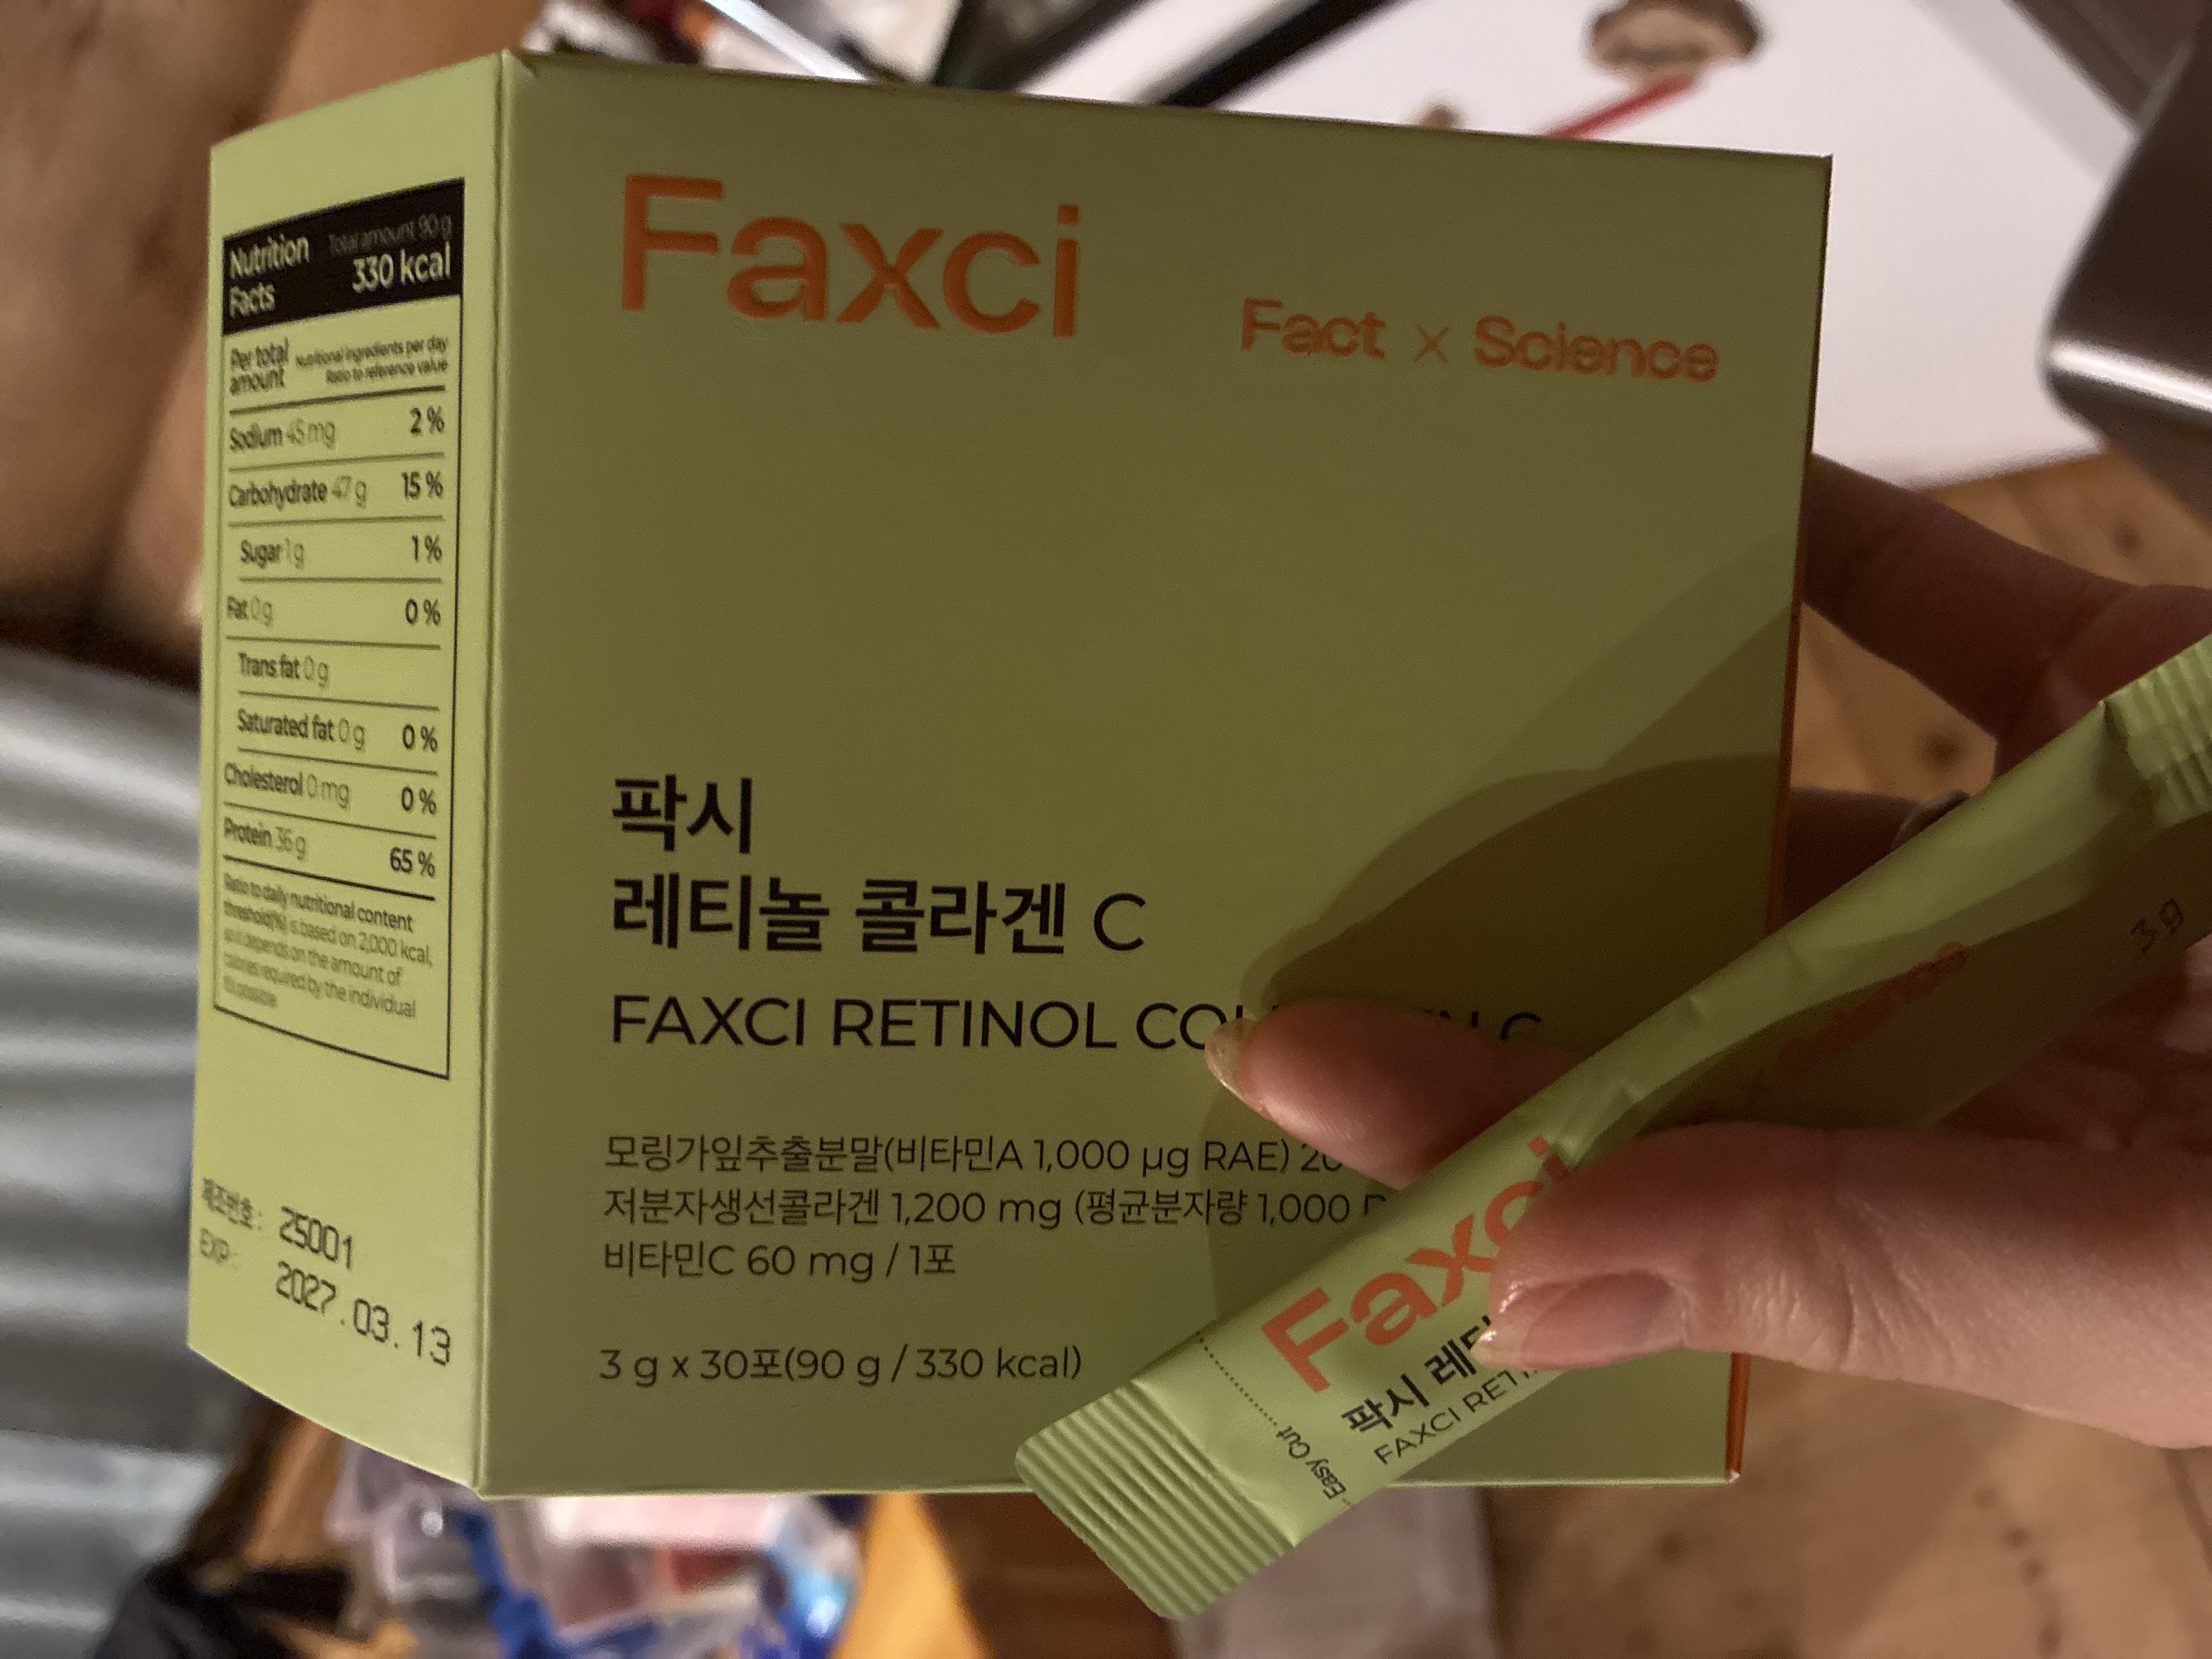 Nutrition Facts
Total amount 90 g
330 kcal
Per total amount
Nutritional ingredients per day
Ratio to reference value
Sodium 45 mg 2 %
Carbohydrate 47 g 15 %
Sugar 1 g 1 %
Fat 0 g 0 %
Trans fat 0 g
Saturated fat 0 g 0 %
Cholesterol 0 mg 0 %
Protein 36 g 65 %
Ratio to daily nutritional content
threshold(%) is based on 2,000 kcal,
so it depends on the amount of
calories required by the individual
It's possible
제조번호 : 25001
EXP : 2027.03.13
Faxci
Fact x Science
팍시
레티놀 콜라겐 C
FAXCI RETINOL C
모링가잎추출분말(비타민A 1,000 µg RAE) 20
저분자생선콜라겐 1,200 mg (평균분자량 1,000
비타민C 60 mg / 1포
3 g x 30포(90 g / 330 kcal)
Faxci
팍시 레티
FAXCI RETI
Easy Cut
3 g